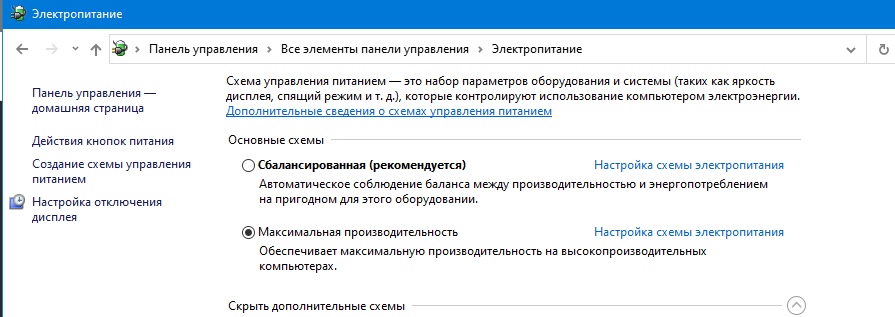 Электропитание
Панель управления > Все элементы панели управления > Электропитание
Панель управления —
домашняя страница
Действия кнопок питания
Создание схемы управления
питанием
Настройка отключения
дисплея
Схема управления питанием — это набор параметров оборудования и системы (таких как яркость
дисплея, спящий режим и т. д.), которые контролируют использование компьютером электроэнергии.
Дополнительные сведения о схемах управления питанием
Основные схемы
Сбалансированная (рекомендуется) Настройка схемы электропитания
Автоматическое соблюдение баланса между производительностью и энергопотреблением
на пригодном для этого оборудовании.
Максимальная производительность Настройка схемы электропитания
Обеспечивает максимальную производительность на высокопроизводительных
компьютерах.
Скрыть дополнительные схемы